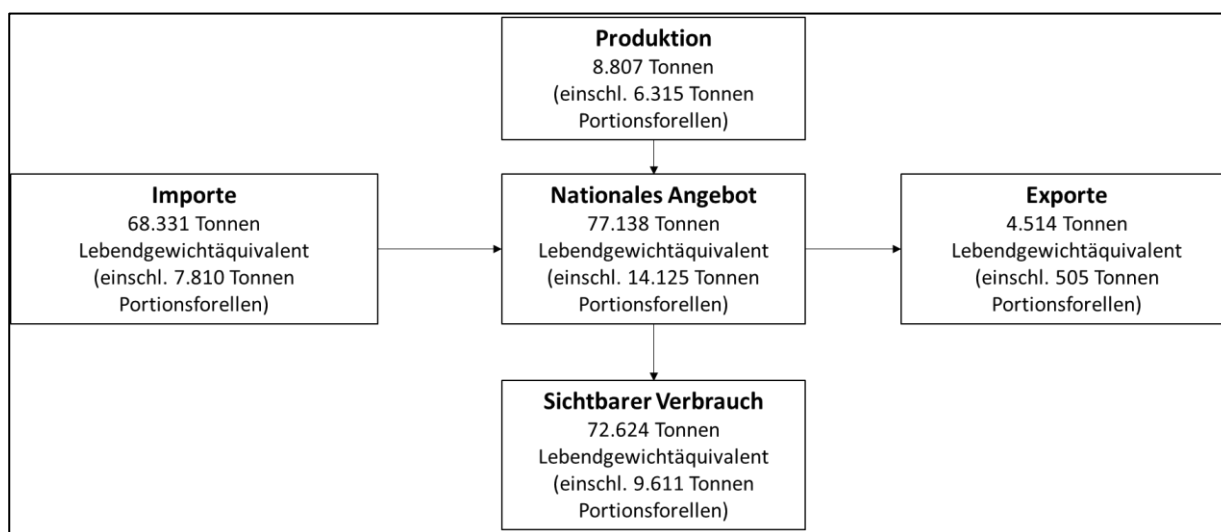 Produktion
8.807 Tonnen
(einschl. 6.315 Tonnen
Portionsforellen)
Importe
68.331 Tonnen
Lebendgewichtäquivalent
(einschl. 7.810 Tonnen
Portionsforellen)
Nationales Angebot
77.138 Tonnen
Lebendgewichtäquivalent
(einschl. 14.125 Tonnen
Portionsforellen)
Exporte
4.514 Tonnen
Lebendgewichtäquivalent
(einschl. 505 Tonnen
Portionsforellen)
Sichtbarer Verbrauch
72.624 Tonnen
Lebendgewichtäquivalent
(einschl. 9.611 Tonnen
Portionsforellen)